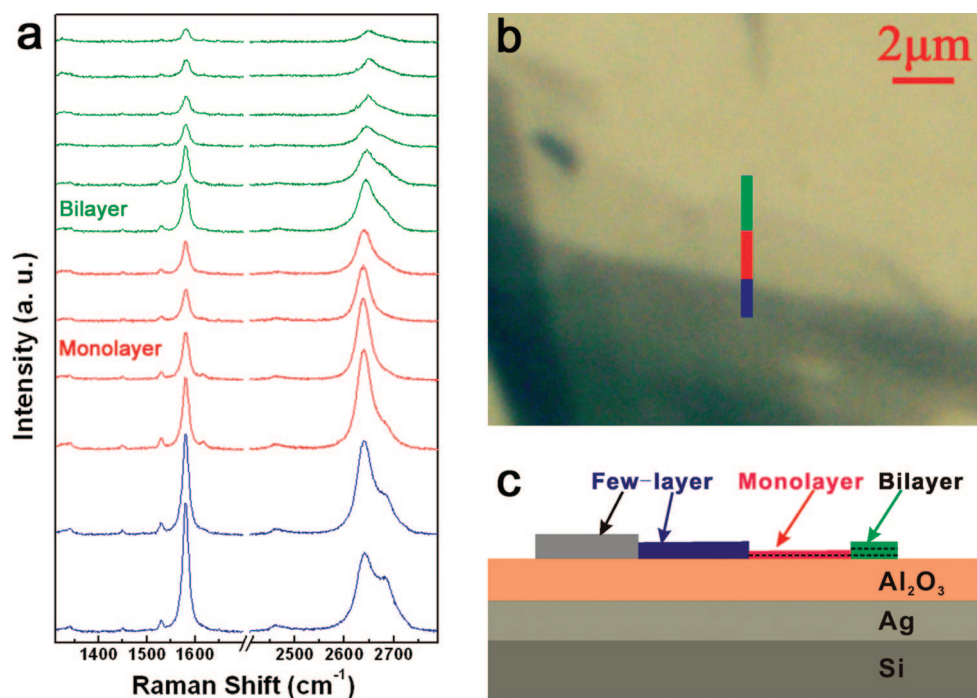 a
Bilayer
Monolayer
Intensity (a. u.)
1400 1500 1600 2500 2600 2700
Raman Shift (cm⁻¹)
b
2μm
c
Few-layer Monolayer Bilayer
Al₂O₃
Ag
Si